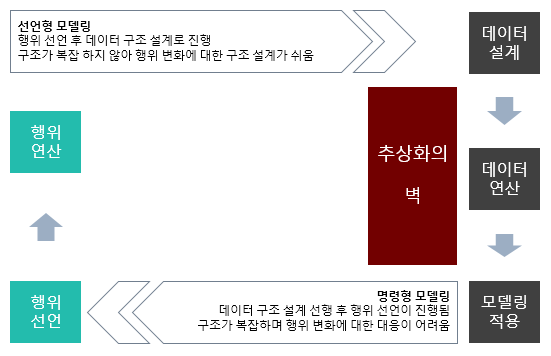 선언형 모델링
행위 선언 후 데이터 구조 설계로 진행
구조가 복잡 하지 않아 행위 변화에 대한 구조 설계가 쉬움
데이터
설계
행위
연산
추상화의
벽
데이터
연산
행위
선언
명령형 모델링
데이터 구조 설계 선행 후 행위 선언이 진행됨
구조가 복잡하며 행위 변화에 대한 대응이 어려움
모델링
적용